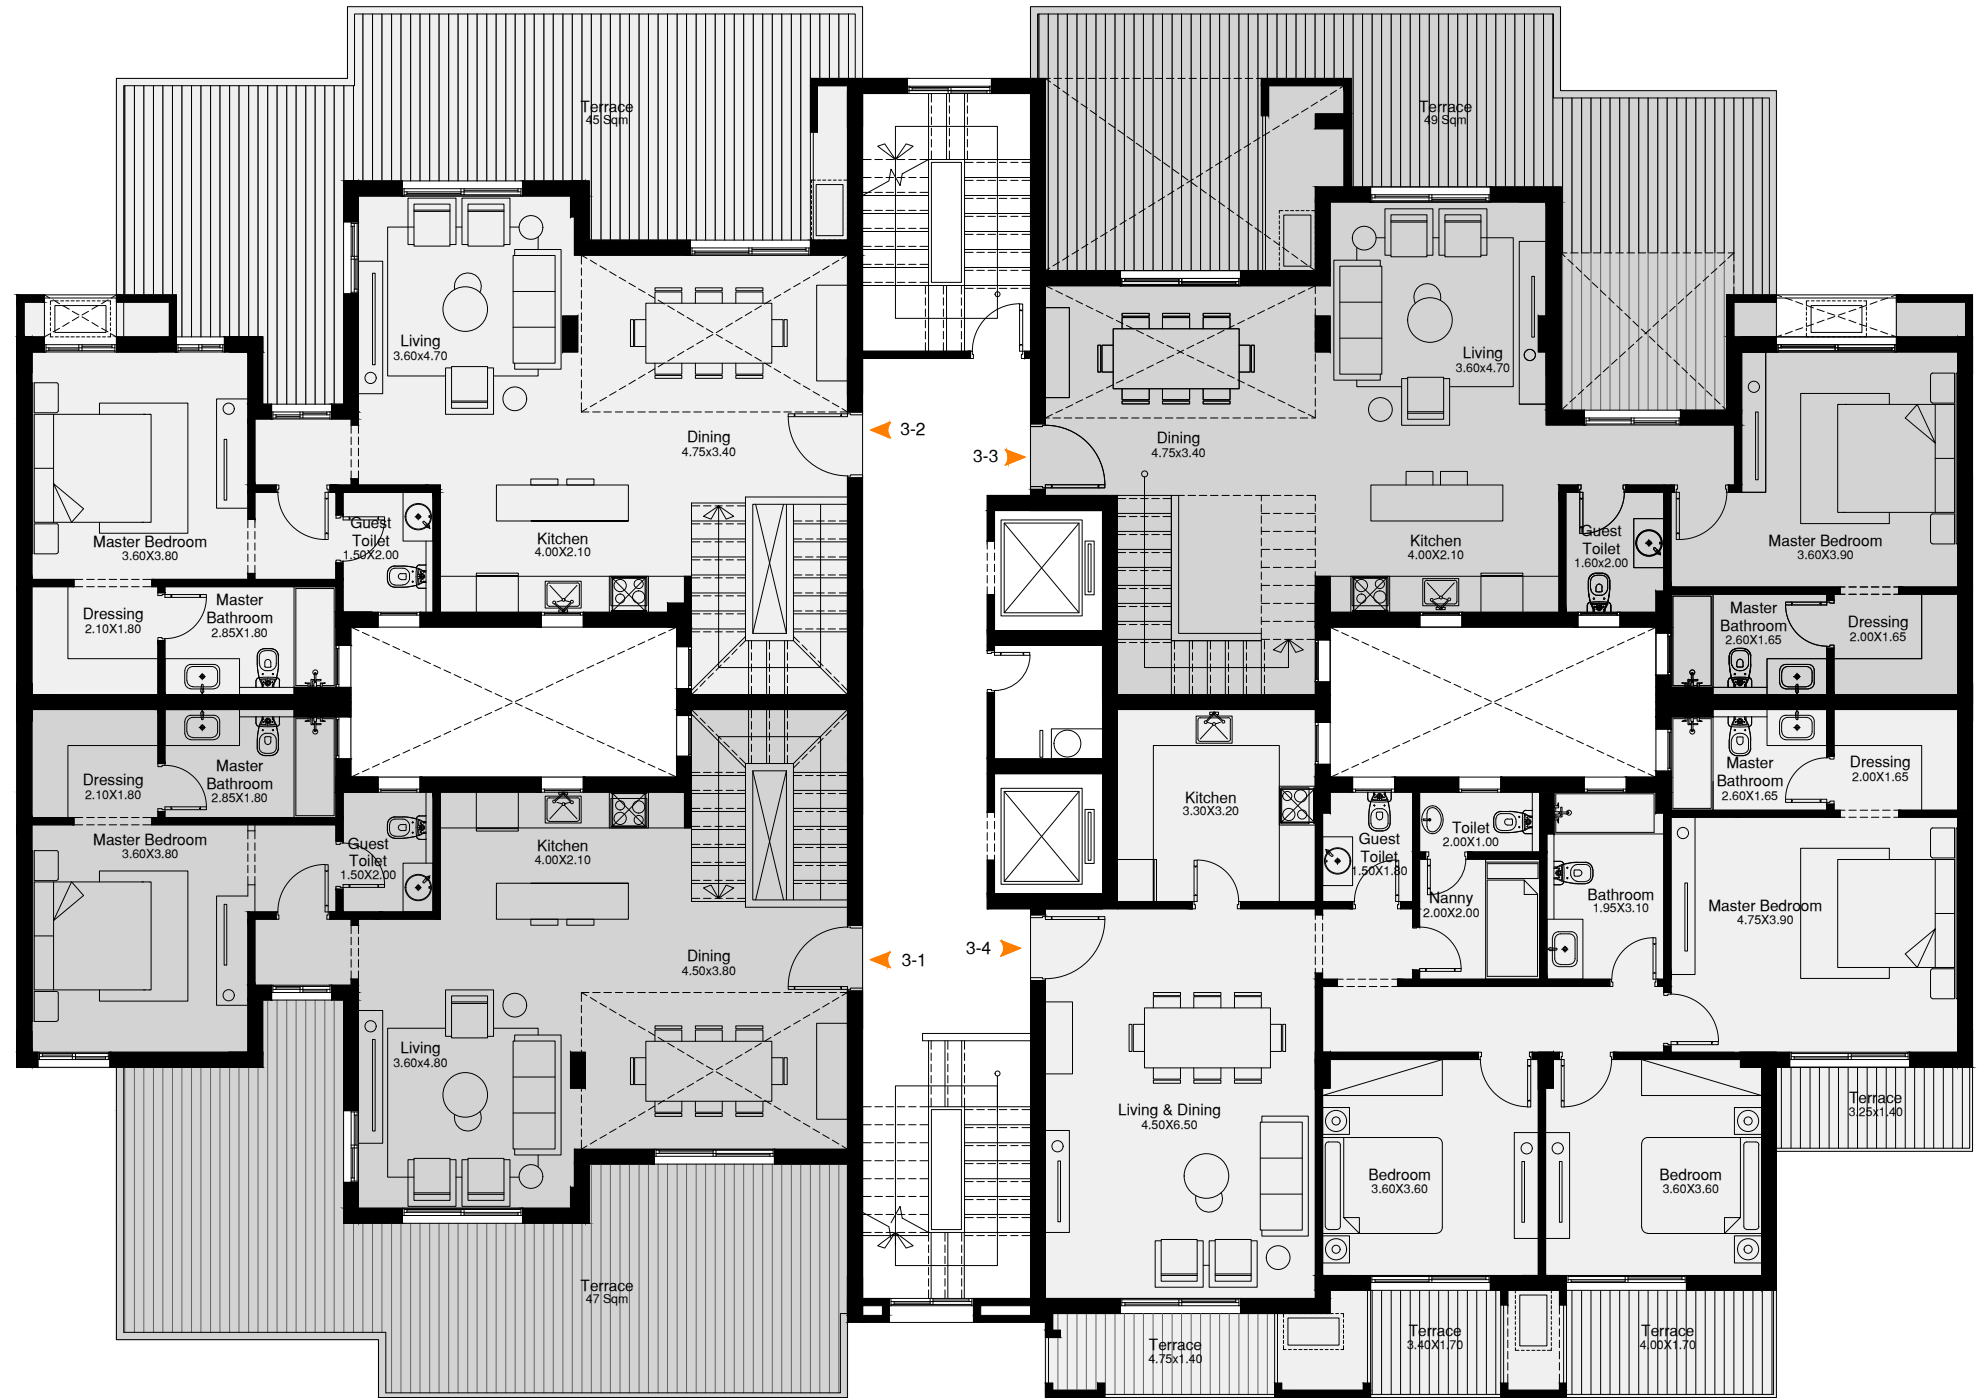 Terrace
45 Sqm
Terrace
49 Sqm
Living
3.60x4.70
Living
3.60x4.70
3-2
3-3
Dining
4.75x3.40
Dining
4.75x3.40
Guest
Toilet
1.50X2.00
Master Bedroom
3.60X3.80
Kitchen
4.00X2.10
Kitchen
4.00X2.10
Guest
Toilet
1.60x2.00
Master Bedroom
3.60X3.90
Dressing
2.10X1.80
Master
Bathroom
2.85X1.80
Master
Bathroom
2.60X1.65
Dressing
2.00X1.65
Dressing
2.10X1.80
Master
Bathroom
2.85X1.80
Master
Bathroom
2.60X1.65
Dressing
2.00X1.65
Master Bedroom
3.60X3.80
Guest
Toilet
1.50X2.00
Kitchen
4.00X2.10
Kitchen
3.30X3.20
Guest
Toilet
1.50X1.80
Toilet
2.00X1.00
Nanny
2.00X2.00
Bathroom
1.95X3.10
Master Bedroom
4.75X3.90
Dining
4.50x3.80
3-1
3-4
Living
3.60x4.80
Living & Dining
4.50X6.50
Terrace
3.25x1.40
Bedroom
3.60X3.60
Bedroom
3.60X3.60
Terrace
47 Sqm
Terrace
4.75x1.40
Terrace
3.40X1.70
Terrace
4.00X1.70